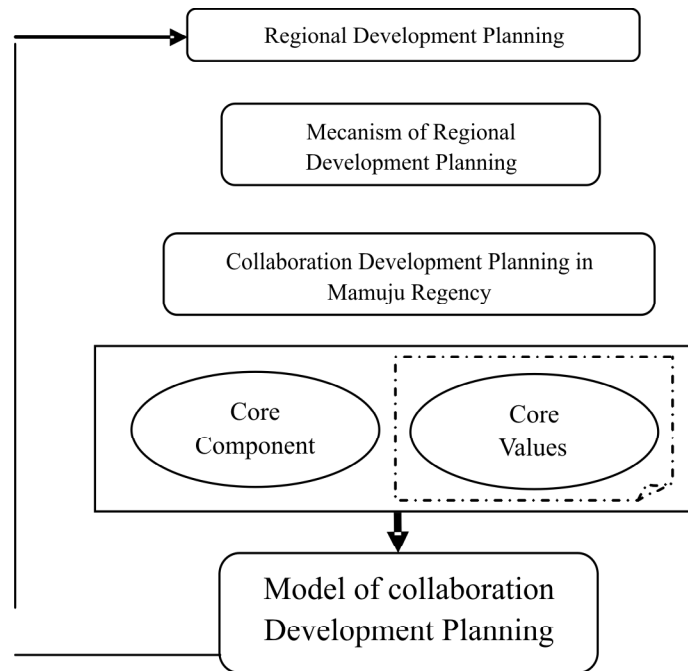 Regional Development Planning
Mecanism of Regional
Development Planning
Collaboration Development Planning in
Mamuju Regency
Core
Component
Core
Values
Model of collaboration
Development Planning